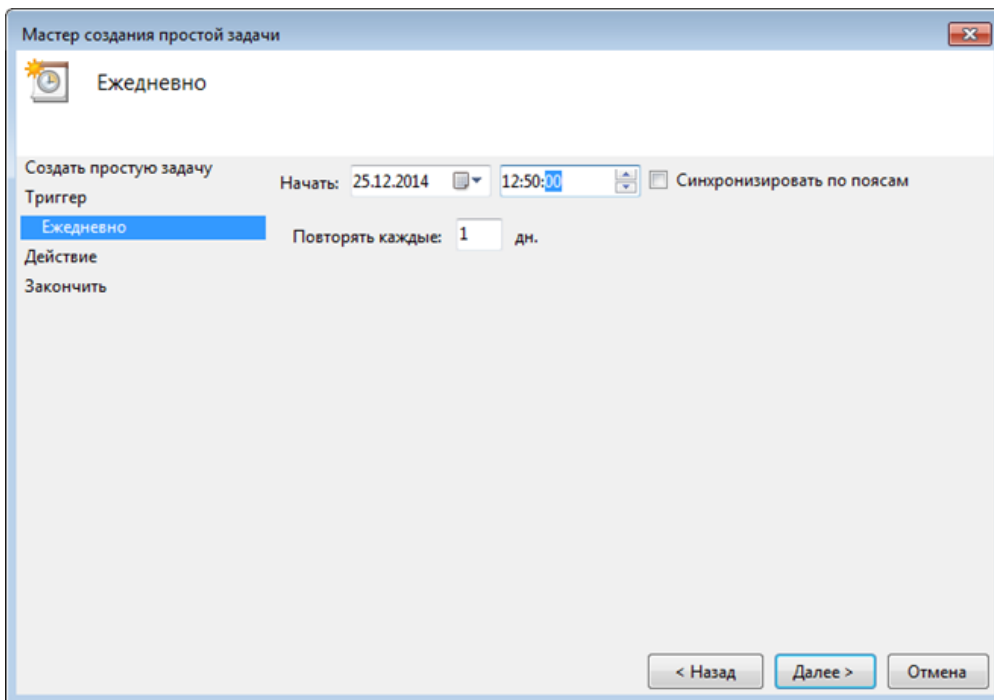 Мастер создания простой задачи
Ежедневно
Создать простую задачу
Триггер
Ежедневно
Действие
Закончить
Начать: 25.12.2014 12:50:00 Синхронизировать по поясам
Повторять каждые: 1 дн.
< Назад Далее > Отмена